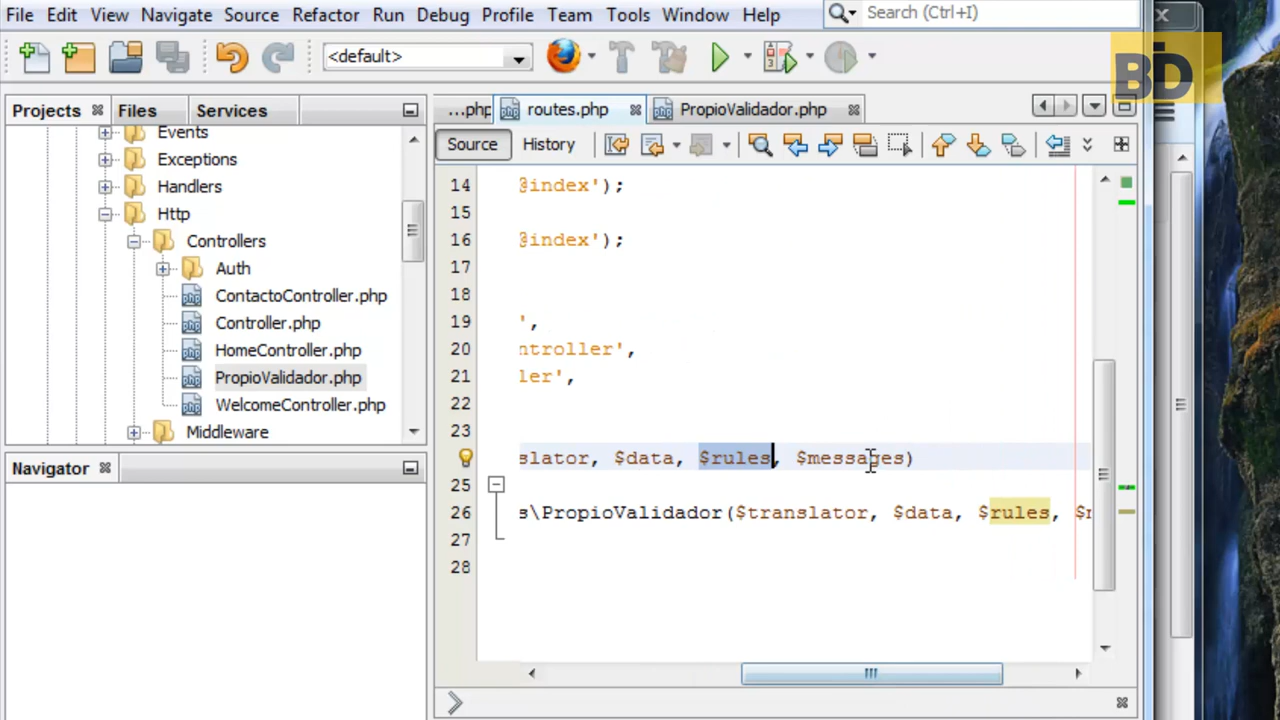 File Edit View Navigate Source Refactor Run Debug Profile Team Tools Window Help
Search (Ctrl+I)
<default>
BD
Projects Files Services
...php routes.php PropioValidador.php
Source History
Events
Exceptions
Handlers
Http
Controllers
Auth
ContactoController.php
Controller.php
HomeController.php
PropioValidador.php
WelcomeController.php
Middleware
Navigator
14 @index');
15
16 @index');
17
18
19 ',
20 ntroller',
21 ler',
22
23
slator, $data, $rules, $messages)
25
26 s\PropioValidador($translator, $data, $rules, $
27
28